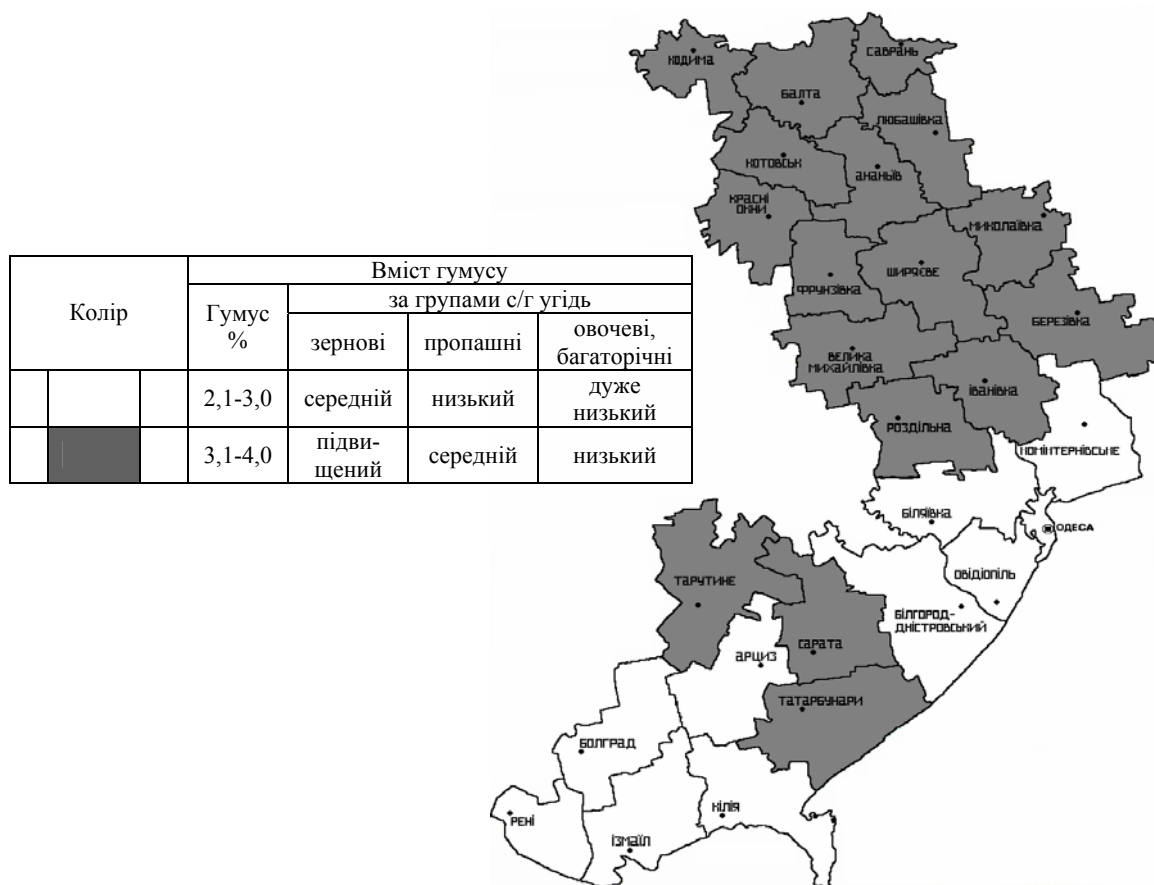 Колір
Вміст гумусу
Гумус
%
за групами с/г угідь
зернові
пропашні
овочеві,
багаторічні
2,1-3,0
середній
низький
дуже
низький
3,1-4,0
підви-
щений
середній
низький
КОДИМА
САВРАНЬ
БАЛТА
ЛЮБАШІВКА
КОТОВСЬК
АНАНЬЇВ
КРАСНІ
ОКНИ
МИКОЛАЇВКА
ШИРЯЄВЕ
ФРУНЗІВКА
БЕРЕЗІВКА
ВЕЛИКА
МИХАЙЛІВКА
ІВАНІВКА
РОЗДІЛЬНА
КОМІНТЕРНІВСЬКЕ
БІЛЯЇВКА
ОДЕСА
ОВІДІОПІЛЬ
ТАРУТИНЕ
БІЛГОРОД-
ДНІСТРОВСЬКИЙ
САРАТА
АРЦИЗ
ТАТАРБУНАРИ
БОЛГРАД
КІЛІЯ
РЕНІ
ІЗМАЇЛ